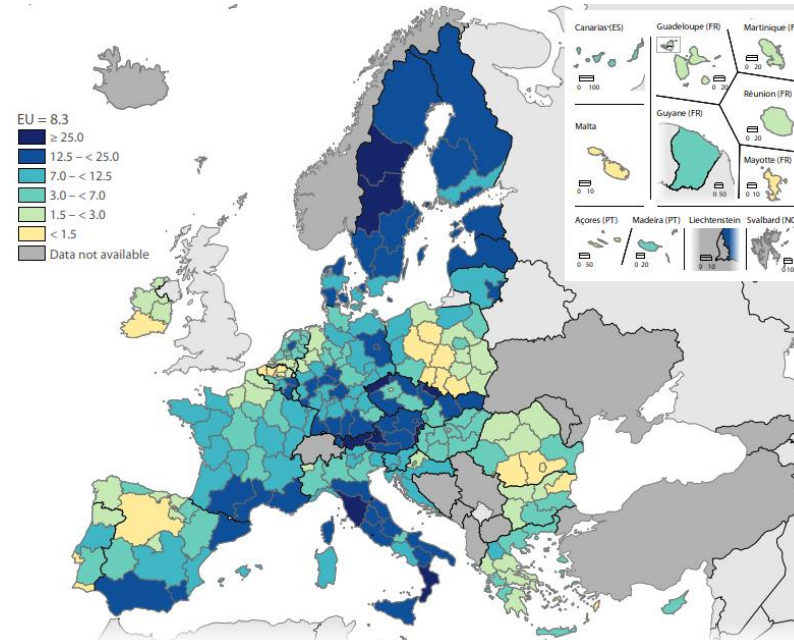 EU = 8.3
≥ 25.0
12.5 – < 25.0
7.0 – < 12.5
3.0 – < 7.0
1.5 – < 3.0
< 1.5
Data not available
Canarias (ES)
0 100
Guadeloupe (FR)
0 20
Martinique (F
0 20
Réunion (FR)
0 20
Malta
0 10
Guyane (FR)
0 50
Mayotte (FR)
0 10
Açores (PT)
0 50
Madeira (PT)
0 20
Liechtenstein
0 10
Svalbard (NO
0 10